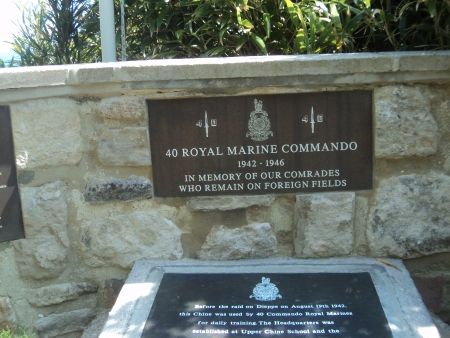 40 40
40 ROYAL MARINE COMMANDO
1942 - 1946
IN MEMORY OF OUR COMRADES
WHO REMAIN ON FOREIGN FIELDS
Before the raid on Dieppe on August 19th 1942,
this Chine was used by 40 Commando Royal Marines
for daily training. The Headquarters was
established at Upper Chine School and the